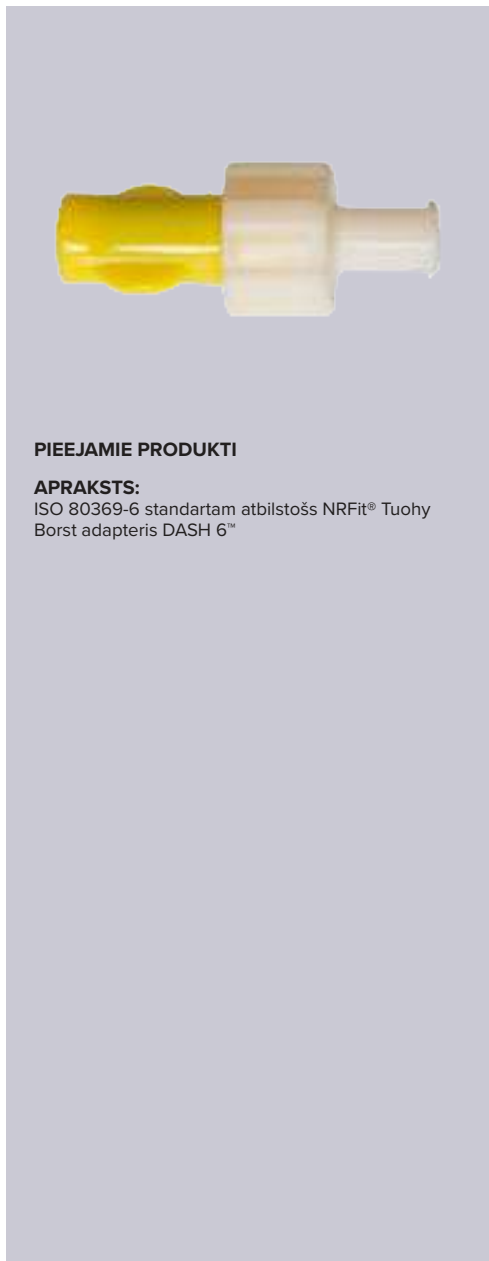 PIEEJAMIE PRODUKTI
APRAKSTS:
ISO 80369-6 standartam atbilstošs NRFit® Tuohy
Borst adapteris DASH 6™